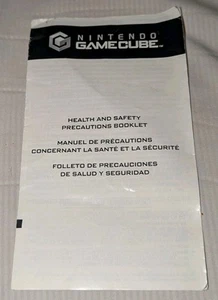 NINTENDO
GAMECUBE™
HEALTH AND SAFETY
PRECAUTIONS BOOKLET
MANUEL DE PRÉCAUTIONS
CONCERNANT LA SANTÉ ET LA SÉCURITÉ
FOLLETO DE PRECAUCIONES
DE SALUD Y SEGURIDAD